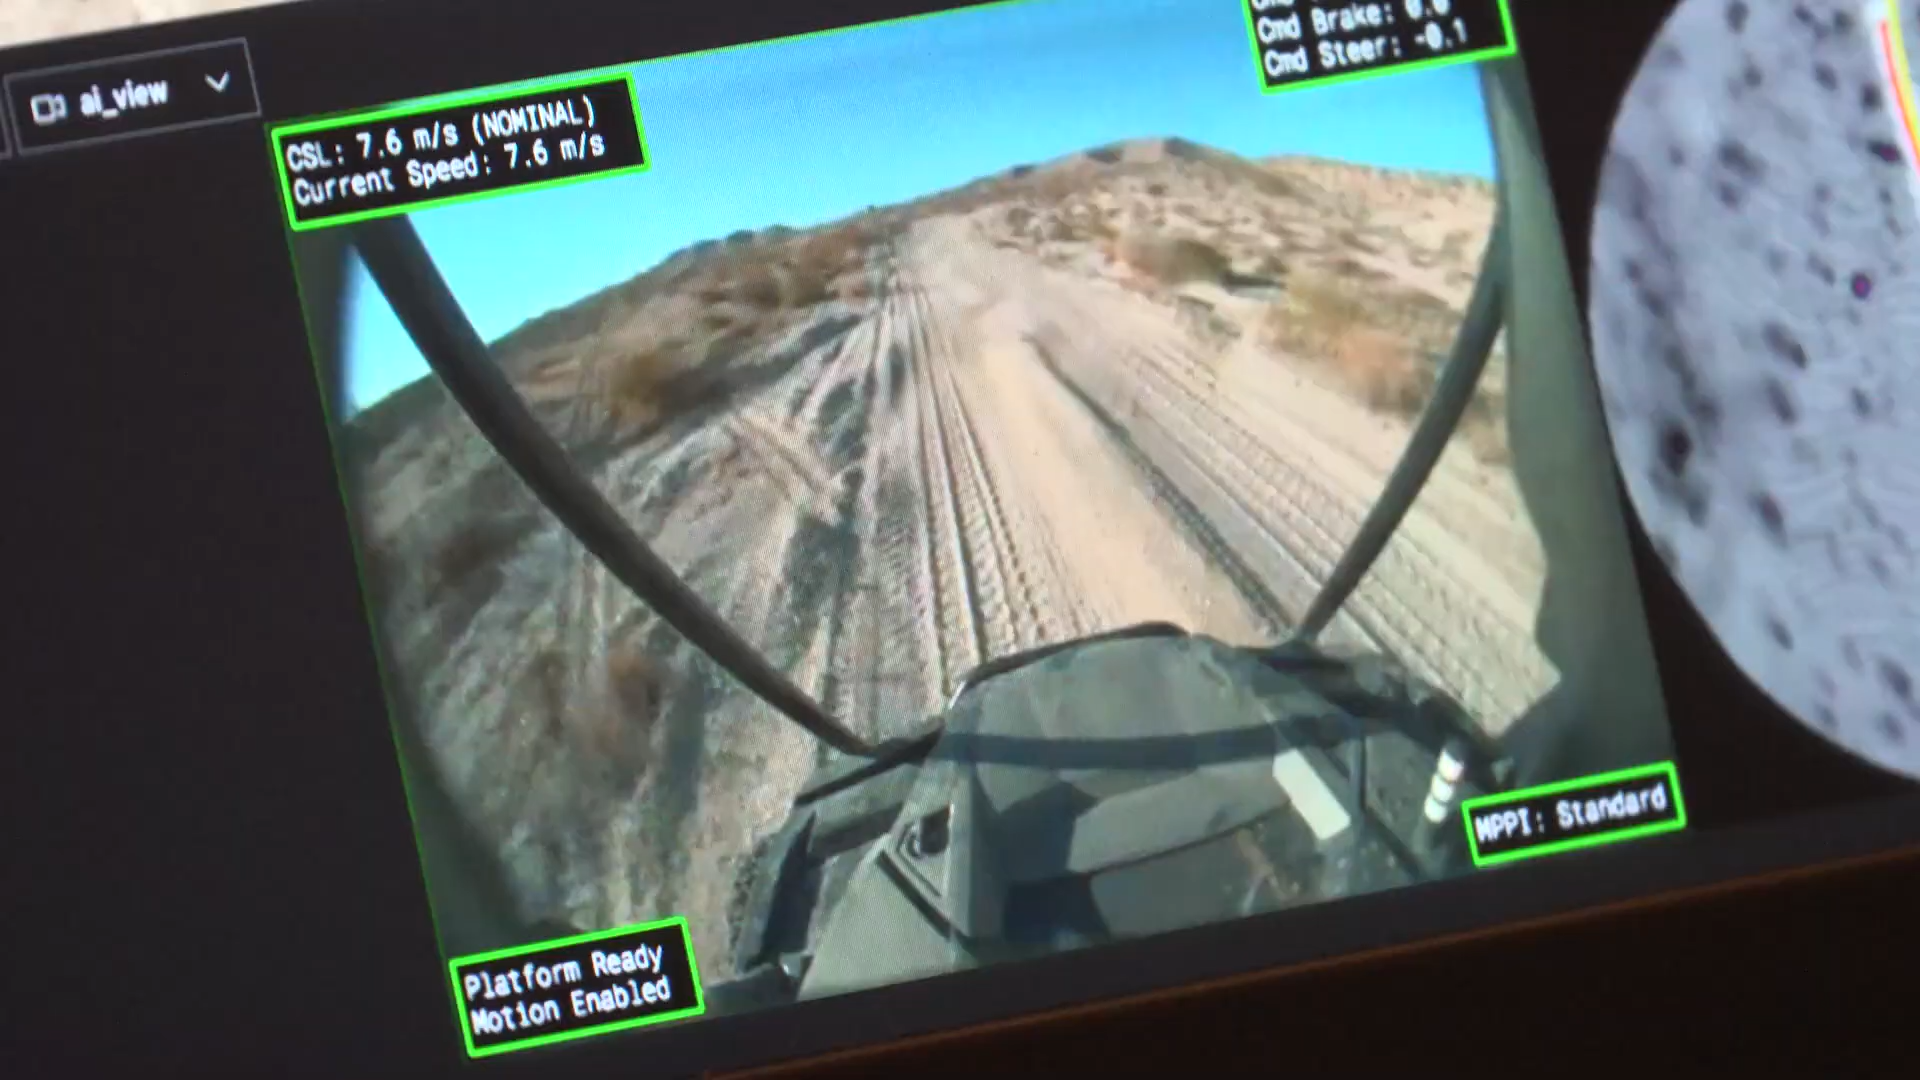 ai_view
CSL: 7.6 m/s (NOMINAL)
Current Speed: 7.6 m/s
Cmd Brake: 0.0
Cmd Steer: -0.1
MPPI: Standard
Platform Ready
Motion Enabled